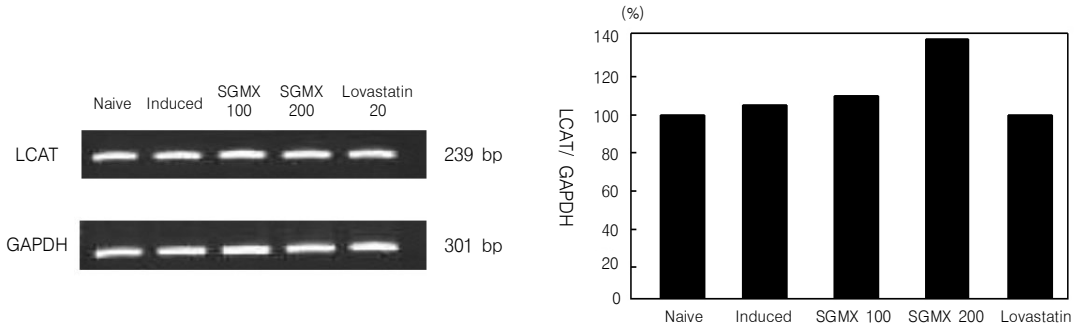 Naive Induced SGMX 100 SGMX 200 Lovastatin 20
LCAT 239 bp
GAPDH 301 bp
(%)
140
120
100
80
60
40
20
0
LCAT/ GAPDH
Naive Induced SGMX 100 SGMX 200 Lovastatin